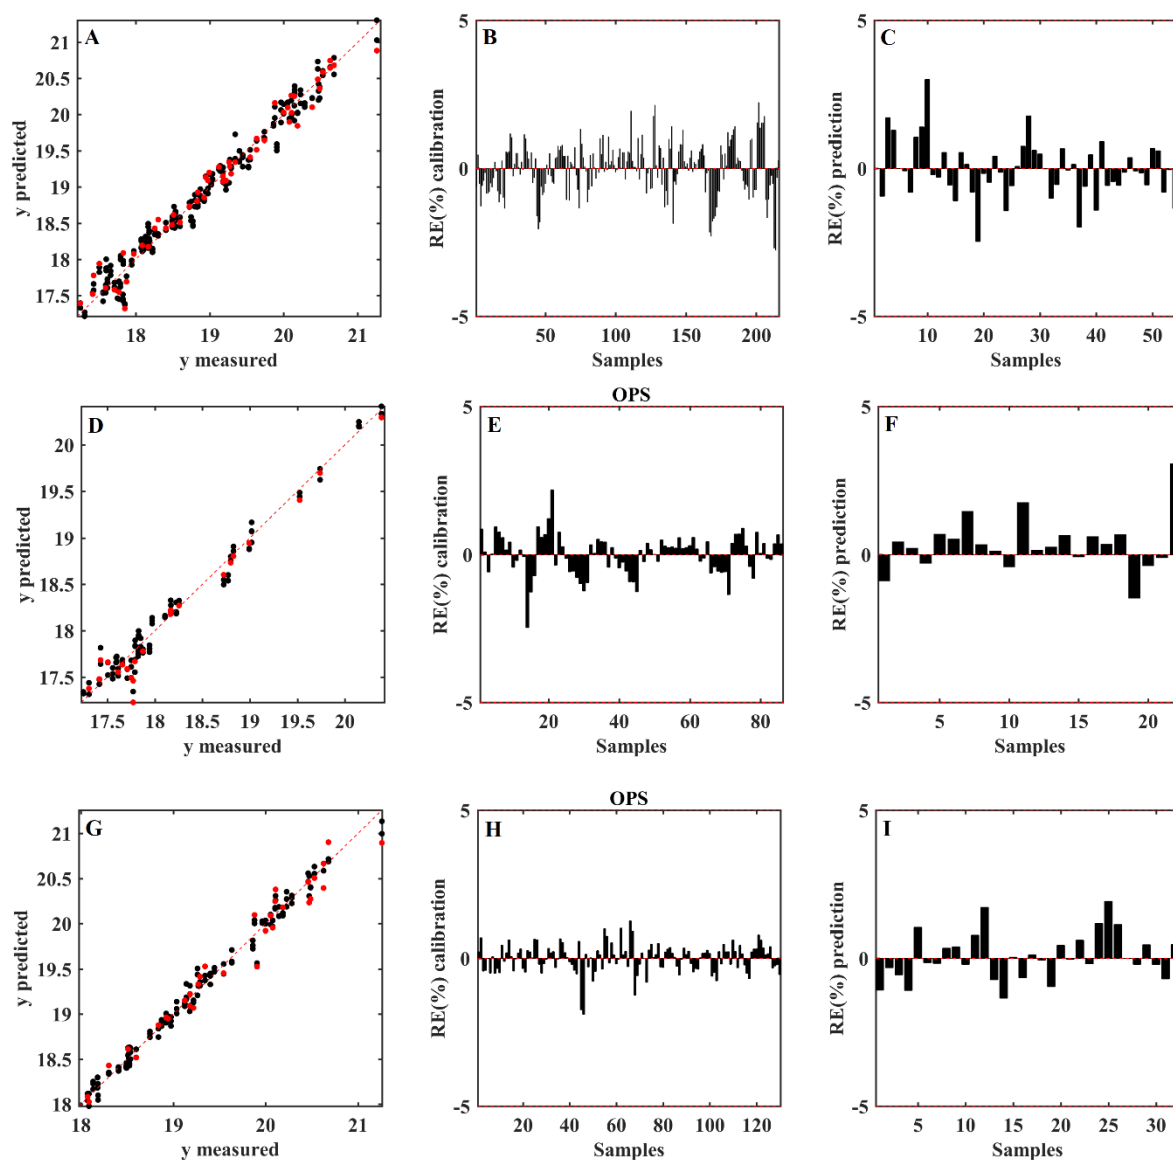 A
y predicted
21
20.5
20
19.5
19
18.5
18
17.5
18
19
20
21
y measured
B
RE(%) calibration
5
0
-5
50
100
150
200
Samples
C
RE(%) prediction
5
0
-5
10
20
30
40
50
Samples
D
y predicted
20
19.5
19
18.5
18
17.5
17.5
18
18.5
19
19.5
20
y measured
OPS
E
RE(%) calibration
5
0
-5
20
40
60
80
Samples
F
RE(%) prediction
5
0
-5
5
10
15
20
Samples
G
y predicted
21
20.5
20
19.5
19
18.5
18
18
19
20
21
y measured
OPS
H
RE(%) calibration
5
0
-5
20
40
60
80
100
120
Samples
I
RE(%) prediction
5
0
-5
5
10
15
20
25
30
Samples